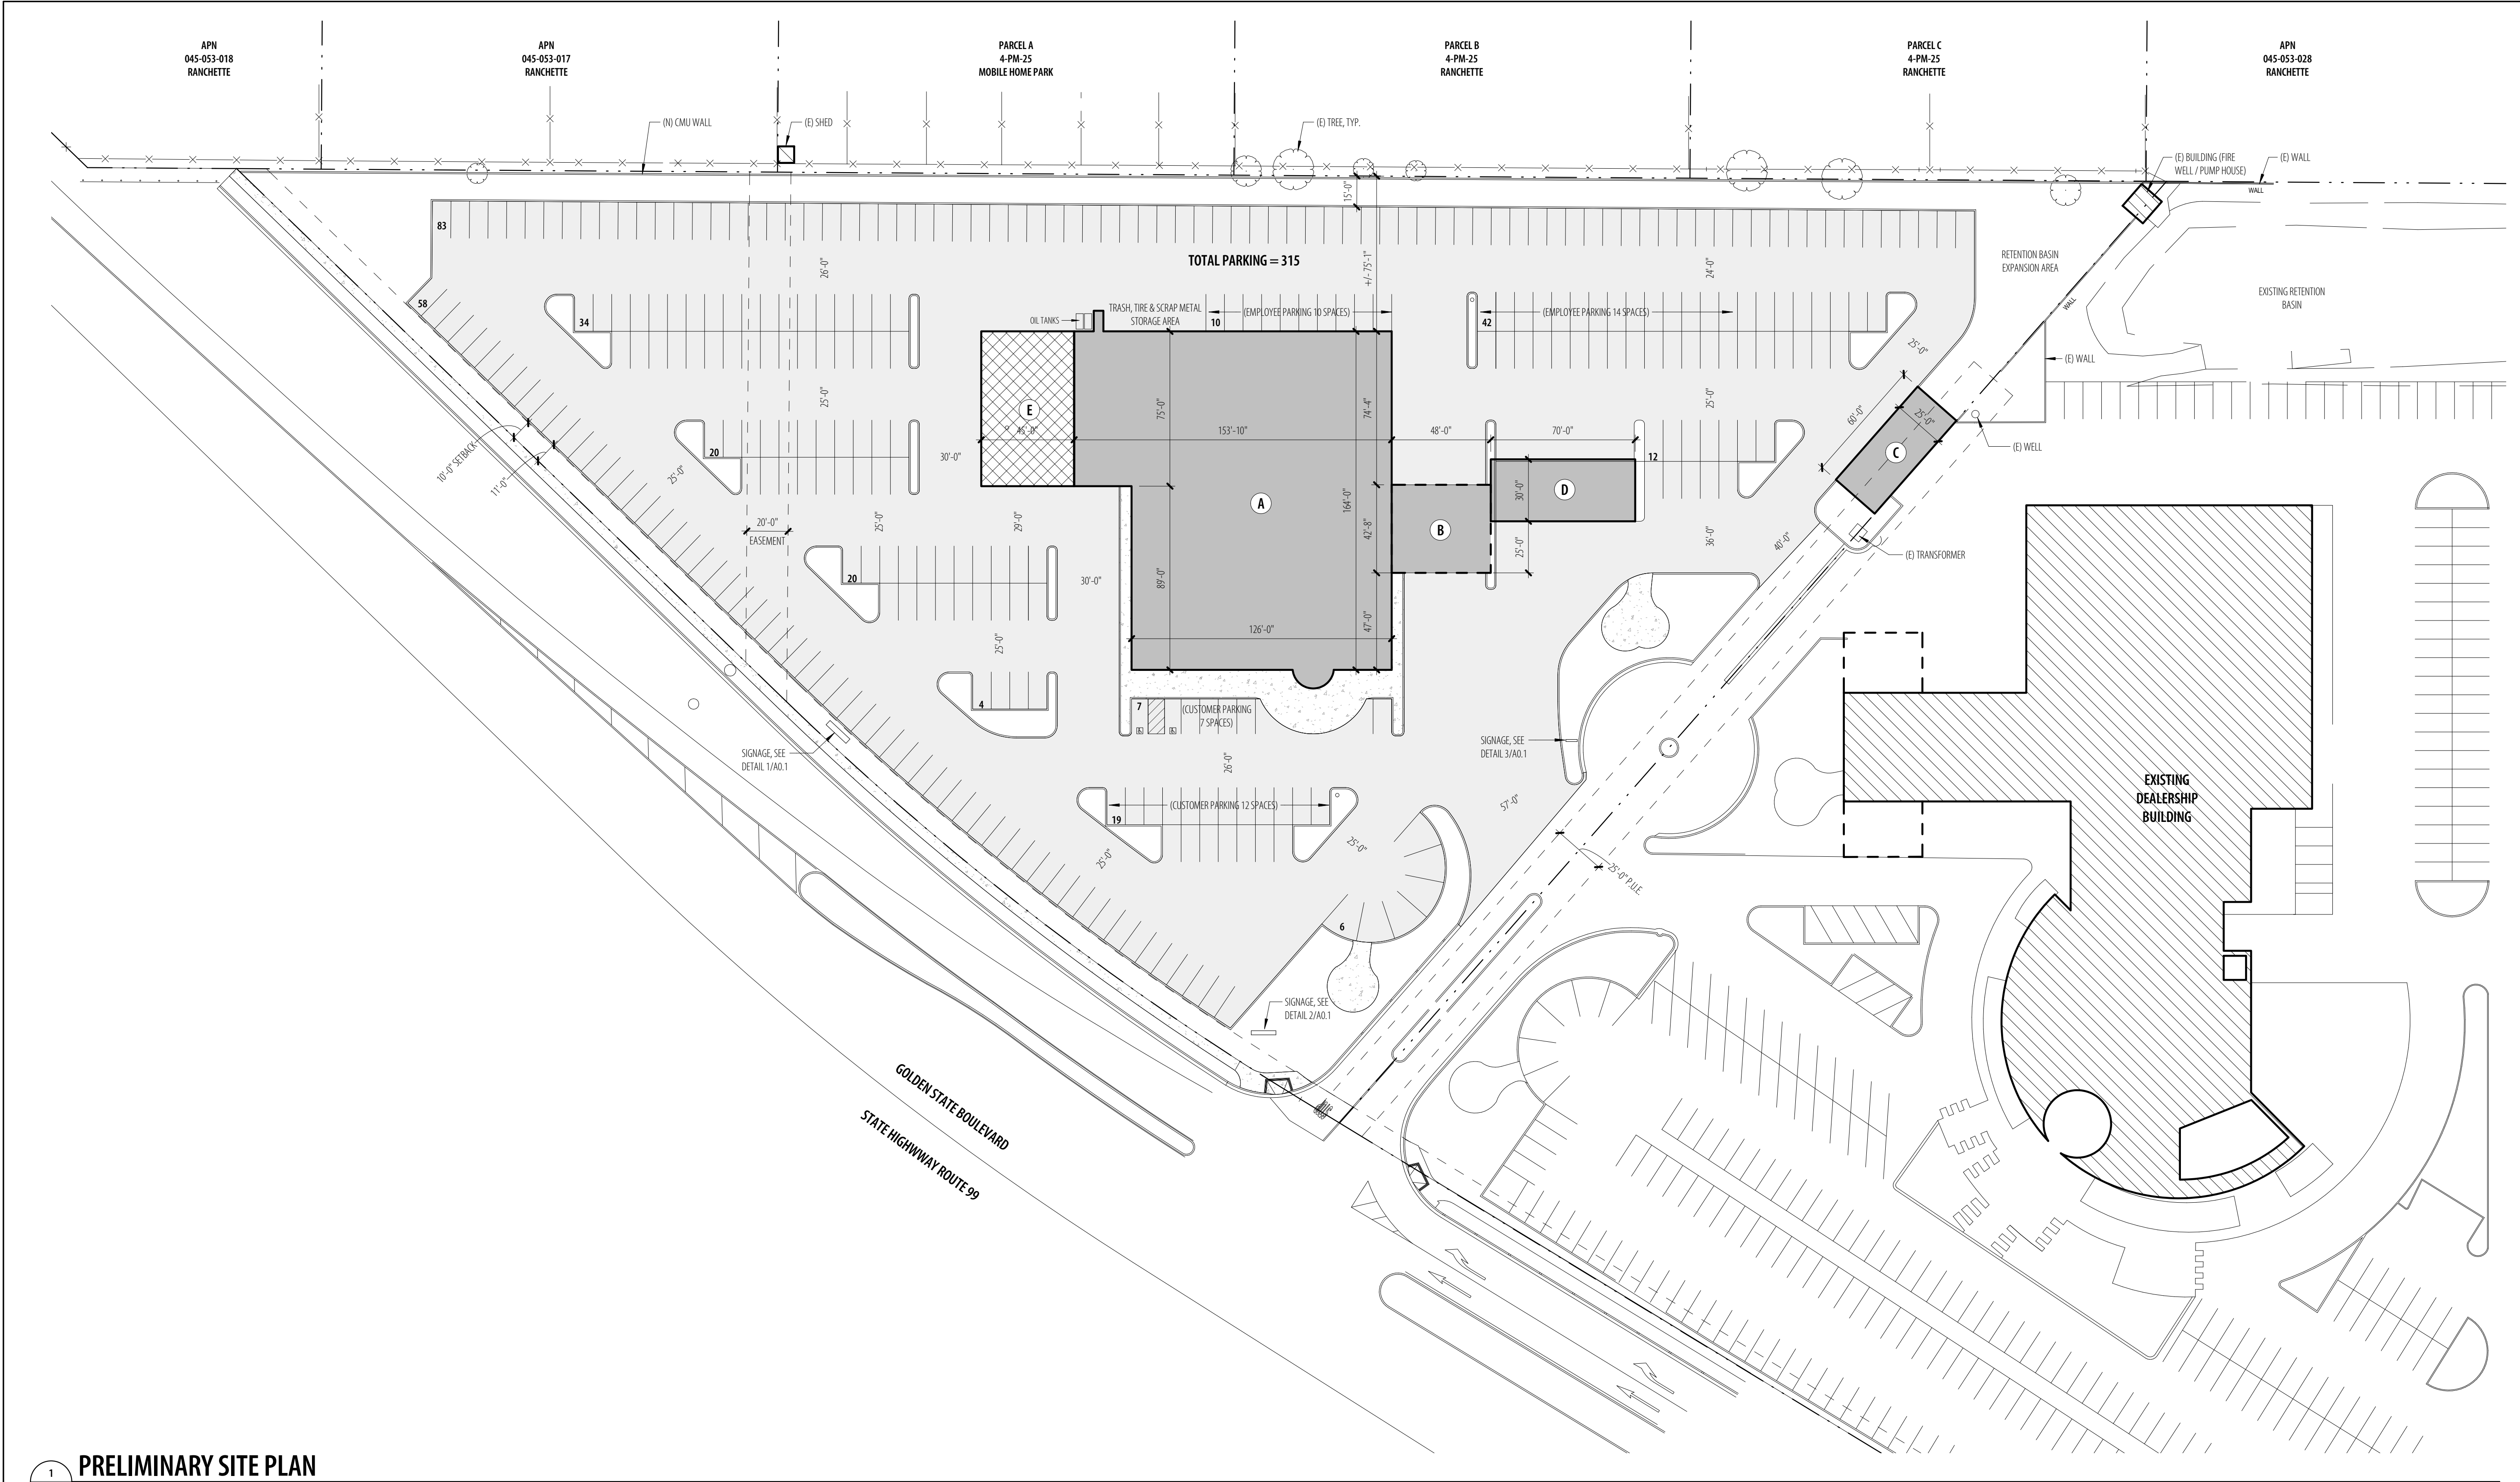 APN
045-053-018
RANCHETTE
APN
045-053-017
RANCHETTE
PARCEL A
4-PM-25
MOBILE HOME PARK
PARCEL B
4-PM-25
RANCHETTE
PARCEL C
4-PM-25
RANCHETTE
APN
045-053-028
RANCHETTE
(N) CMU WALL
(E) SHED
(E) TREE, TYP.
(E) BUILDING (FIRE
WELL / PUMP HOUSE)
(E) WALL
WALL
15'-0"
83
TOTAL PARKING = 315
+/- 75'-1"
26'-0"
24'-0"
RETENTION BASIN
EXPANSION AREA
EXISTING RETENTION
BASIN
WALL
58
34
OIL TANKS
TRASH, TIRE & SCRAP METAL
STORAGE AREA
(EMPLOYEE PARKING 10 SPACES)
10
42
(EMPLOYEE PARKING 14 SPACES)
25'-0"
(E) WALL
25'-0"
E
45'-0"
75'-0"
153'-10"
74'-4"
48'-0"
70'-0"
25'-0"
60'-0"
25'-0"
C
(E) WELL
10'-0" SETBACK
11'-0"
25'-0"
20
30'-0"
12
A
164'-0"
42'-8"
B
30'-0"
D
25'-0"
36'-0"
40'-0"
(E) TRANSFORMER
20'-0"
EASEMENT
25'-0"
29'-0"
20
30'-0"
89'-0"
126'-0"
47'-0"
25'-0"
4
7
(CUSTOMER PARKING
7 SPACES)
SIGNAGE, SEE
DETAIL 1/A0.1
SIGNAGE, SEE
DETAIL 3/A0.1
26'-0"
EXISTING
DEALERSHIP
BUILDING
(CUSTOMER PARKING 12 SPACES)
19
25'-0"
25'-0"
57'-0"
25'-0" P.U.E.
6
SIGNAGE, SEE
DETAIL 2/A0.1
GOLDEN STATE BOULEVARD
STATE HIGHWWAY ROUTE 99
1
PRELIMINARY SITE PLAN